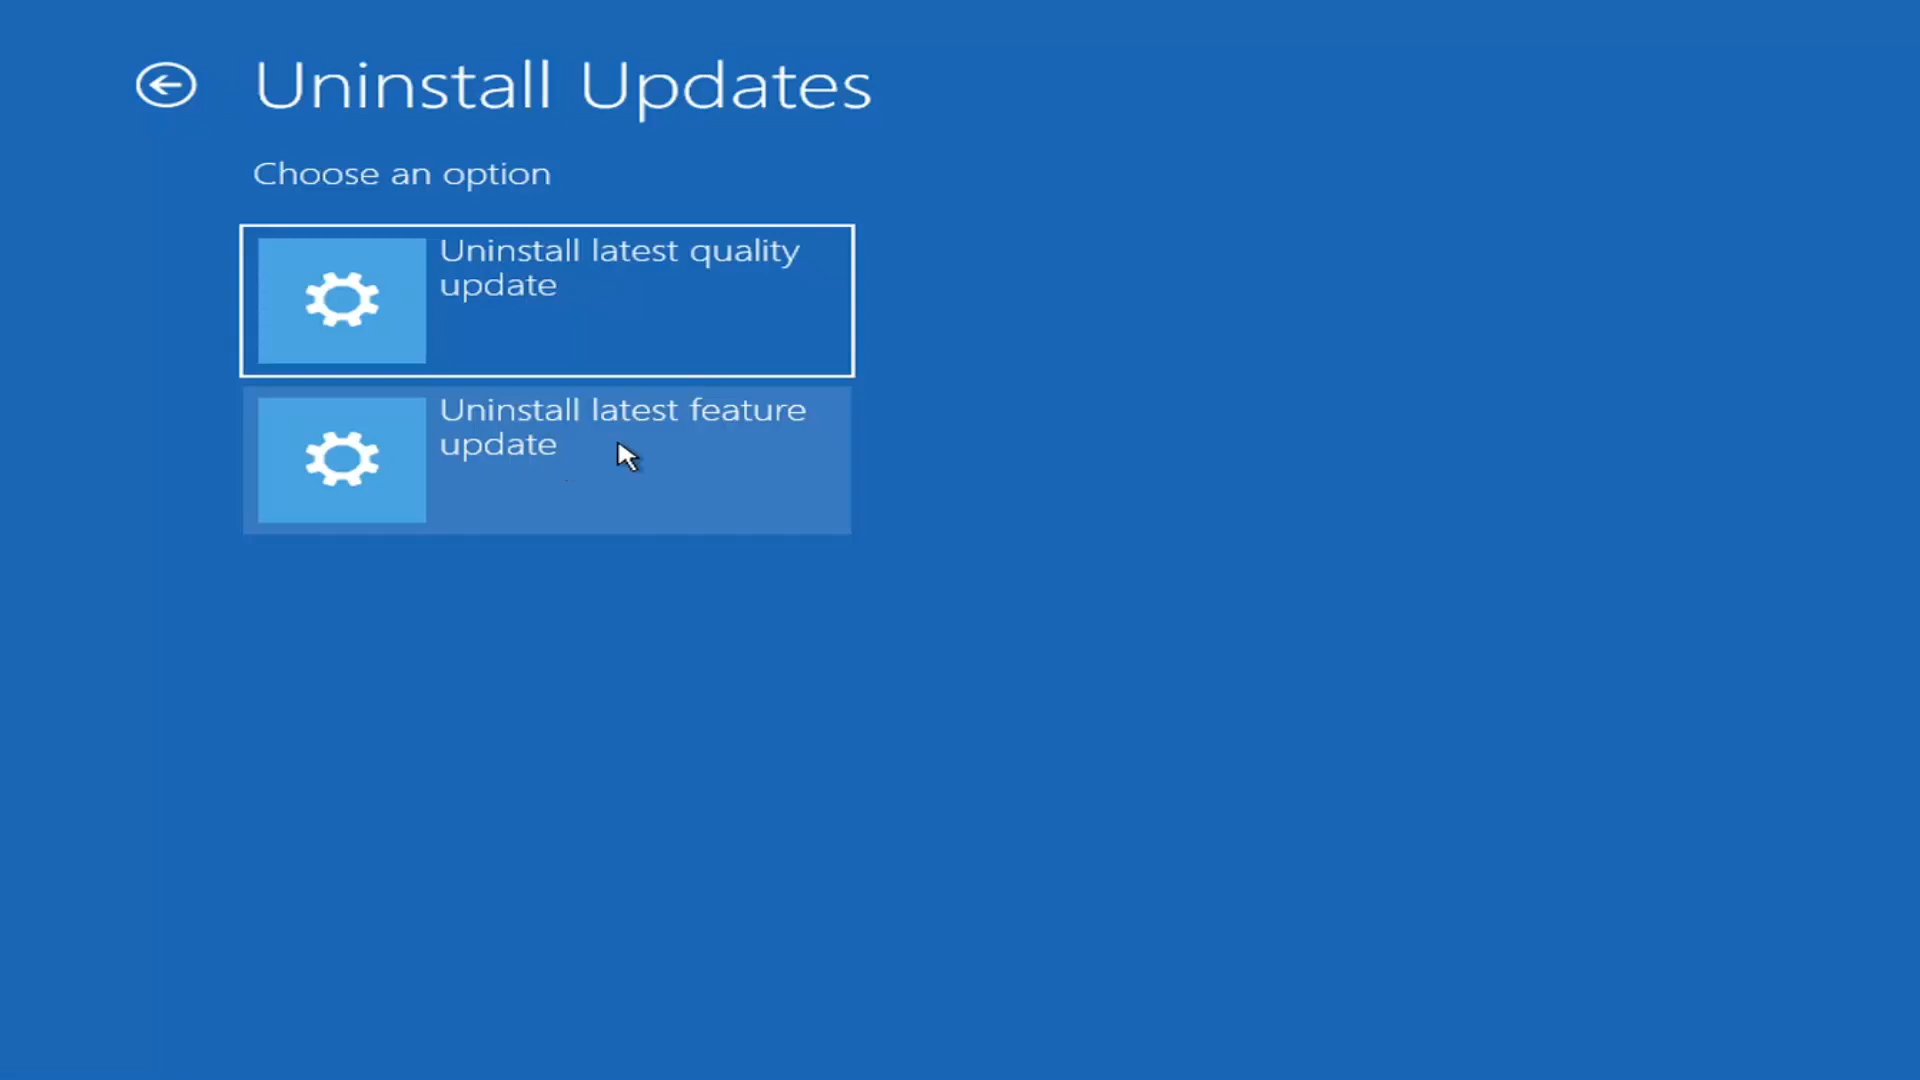 Uninstall Updates
Choose an option
Uninstall latest quality
update
Uninstall latest feature
update